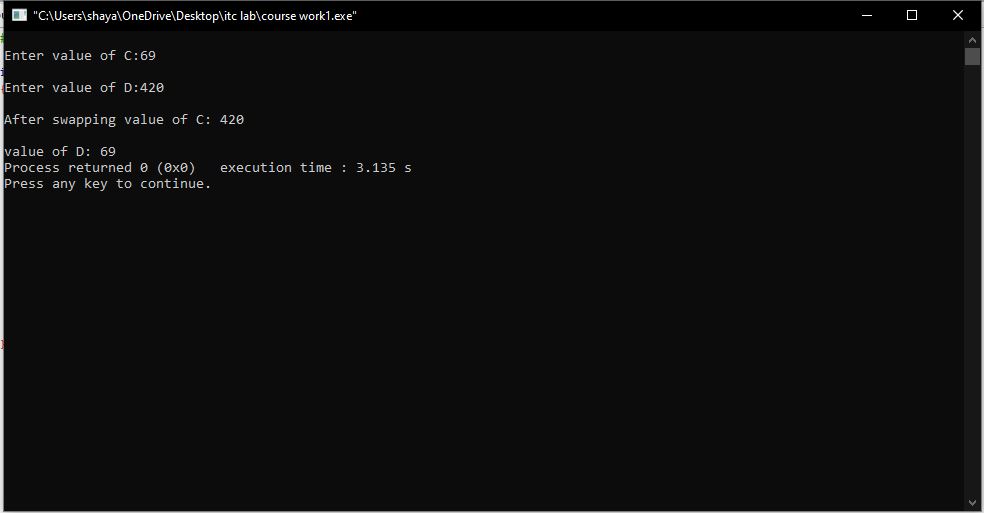 "C:\Users\shaya\OneDrive\Desktop\itc lab\course work1.exe"
Enter value of C:69
Enter value of D:420
After swapping value of C: 420
value of D: 69
Process returned 0 (0x0)   execution time : 3.135 s
Press any key to continue.